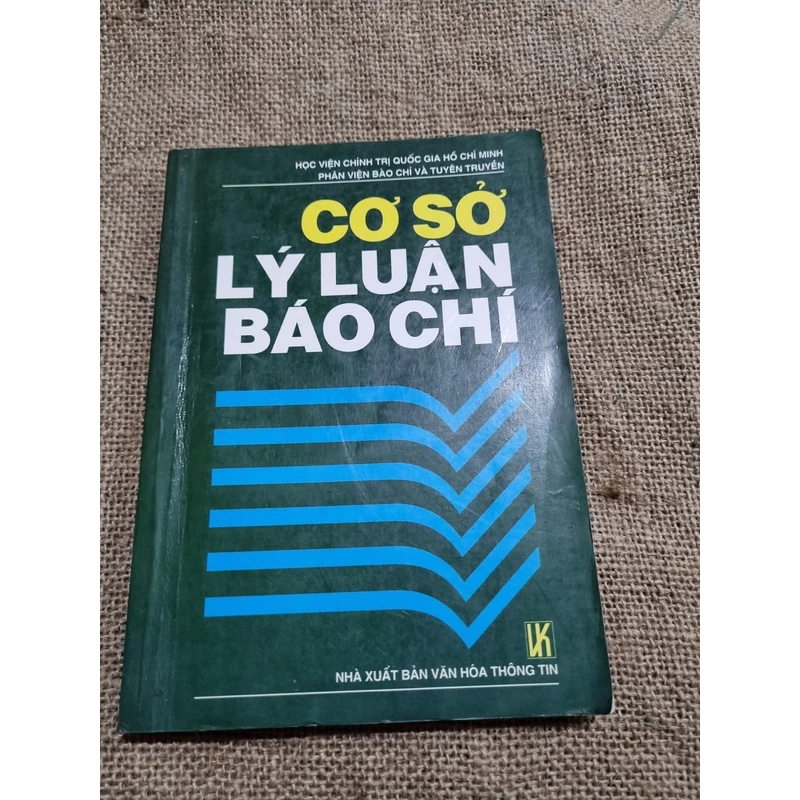 HỌC VIỆN CHÍNH TRỊ QUỐC GIA HỒ CHÍ MINH
PHÂN VIỆN BÁO CHÍ VÀ TUYÊN TRUYỀN
CƠ SỞ
LÝ LUẬN
BÁO CHÍ
VK
NHÀ XUẤT BẢN VĂN HÓA THÔNG TIN